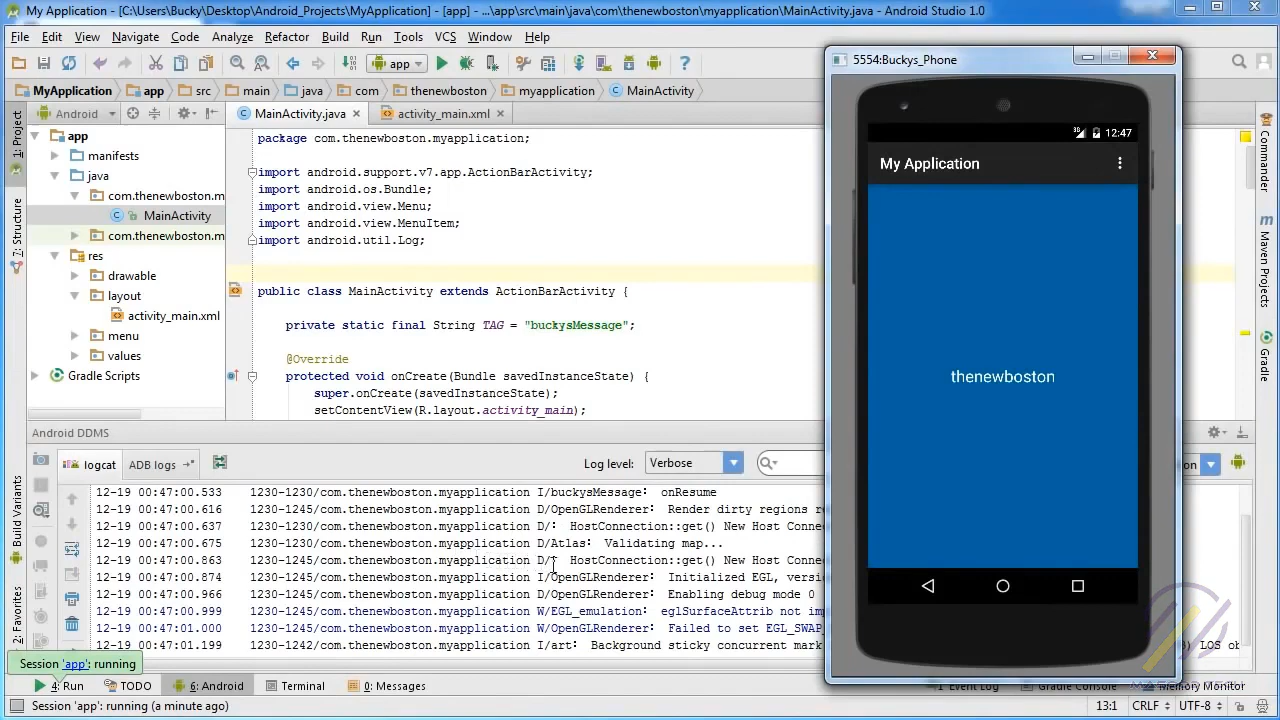 My Application - [C:\Users\Bucky\Desktop\Android_Projects\MyApplication] - [app] - ...\app\src\main\java\com\thenewboston\myapplication\MainActivity.java - Android Studio 1.0
File Edit View Navigate Code Analyze Refactor Build Run Tools VCS Window Help
app
MyApplication app src main java com thenewboston myapplication MainActivity
Android
MainActivity.java activity_main.xml
1: Project
7: Structure
Build Variants
2: Favorites
app
manifests
java
com.thenewboston.m
MainActivity
com.thenewboston.m
res
drawable
layout
activity_main.xml
menu
values
Gradle Scripts
package com.thenewboston.myapplication;
import android.support.v7.app.ActionBarActivity;
import android.os.Bundle;
import android.view.Menu;
import android.view.MenuItem;
import android.util.Log;
public class MainActivity extends ActionBarActivity {
private static final String TAG = "buckysMessage";
@Override
protected void onCreate(Bundle savedInstanceState) {
super.onCreate(savedInstanceState);
setContentView(R.layout.activity_main);
5554:Buckys_Phone
3G 12:47
My Application
thenewboston
Commander
Maven Projects
Gradle
Android DDMS
logcat ADB logs Log level: Verbose
12-19 00:47:00.533 1230-1230/com.thenewboston.myapplication I/buckysMessage: onResume
12-19 00:47:00.616 1230-1245/com.thenewboston.myapplication D/OpenGLRenderer: Render dirty regions r
12-19 00:47:00.637 1230-1230/com.thenewboston.myapplication D/: HostConnection::get() New Host Conne
12-19 00:47:00.675 1230-1230/com.thenewboston.myapplication D/Atlas: Validating map...
12-19 00:47:00.863 1230-1245/com.thenewboston.myapplication D/: HostConnection::get() New Host Conne
12-19 00:47:00.874 1230-1245/com.thenewboston.myapplication I/OpenGLRenderer: Initialized EGL, versi
12-19 00:47:00.966 1230-1245/com.thenewboston.myapplication D/OpenGLRenderer: Enabling debug mode 0
12-19 00:47:00.999 1230-1245/com.thenewboston.myapplication W/EGL_emulation: eglSurfaceAttrib not im
12-19 00:47:01.000 1230-1245/com.thenewboston.myapplication W/OpenGLRenderer: Failed to set EGL_SWAP_
12-19 00:47:01.199 1230-1242/com.thenewboston.myapplication I/art: Background sticky concurrent mark
LOS ok
Session 'app': running
4: Run TODO 6: Android Terminal 0: Messages Event Log Gradle Console Memory Monitor
Session 'app': running (a minute ago) 13:1 CRLF UTF-8